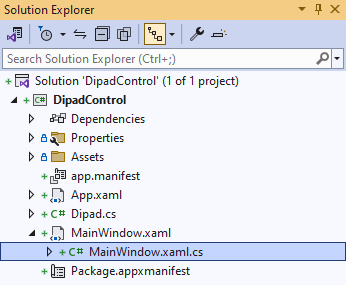 Solution Explorer
Search Solution Explorer (Ctrl+;)
Solution 'DipadControl' (1 of 1 project)
C# DipadControl
Dependencies
Properties
Assets
app.manifest
App.xaml
C# Dipad.cs
MainWindow.xaml
C# MainWindow.xaml.cs
Package.appxmanifest